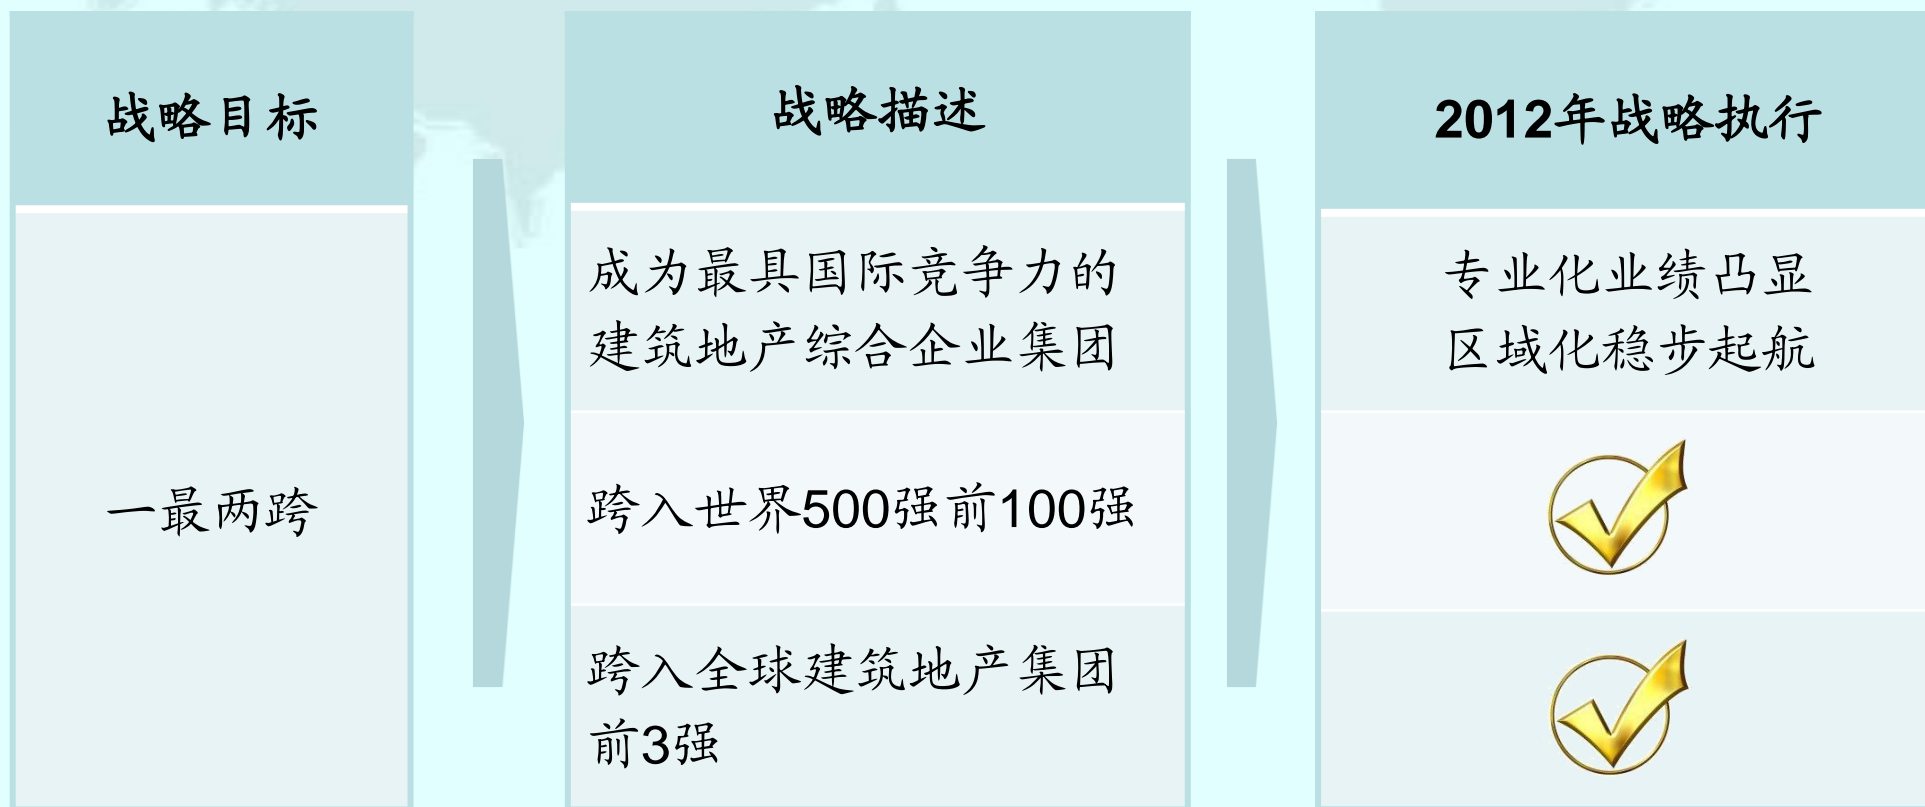 战略目标
一最两跨
战略描述
成为最具国际竞争力的
建筑地产综合企业集团
跨入世界500强前100强
跨入全球建筑地产集团
前3强
2012年战略执行
专业化业绩凸显
区域化稳步起航